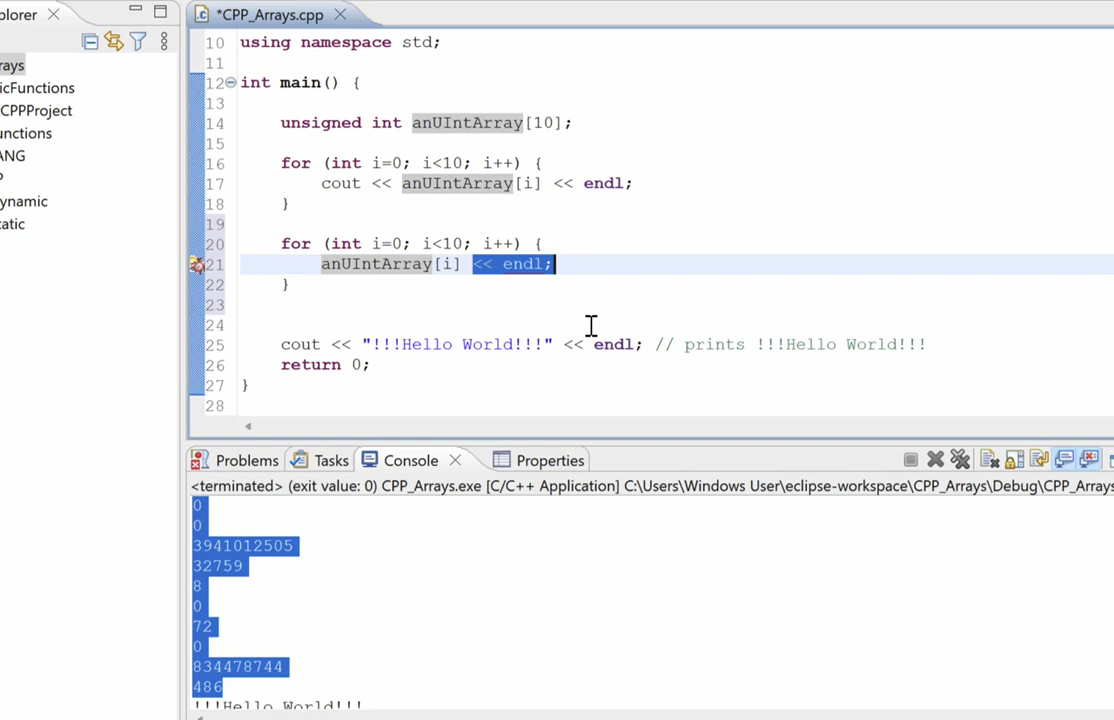 plorer
*CPP_Arrays.cpp
rays
icFunctions
CPPProject
unctions
ANG
P
ynamic
tatic
10 using namespace std;
11
12 int main() {
13
14 unsigned int anUIntArray[10];
15
16 for (int i=0; i<10; i++) {
17 cout << anUIntArray[i] << endl;
18 }
19
20 for (int i=0; i<10; i++) {
21 anUIntArray[i] << endl;
22 }
23
24
25 cout << "!!!Hello World!!!" << endl; // prints !!!Hello World!!!
26 return 0;
27 }
28
Problems Tasks Console Properties
<terminated> (exit value: 0) CPP_Arrays.exe [C/C++ Application] C:\Users\Windows User\eclipse-workspace\CPP_Arrays\Debug\CPP_Arrays
0
0
3941012505
32759
8
0
72
0
834478744
486
!!!Hello World!!!